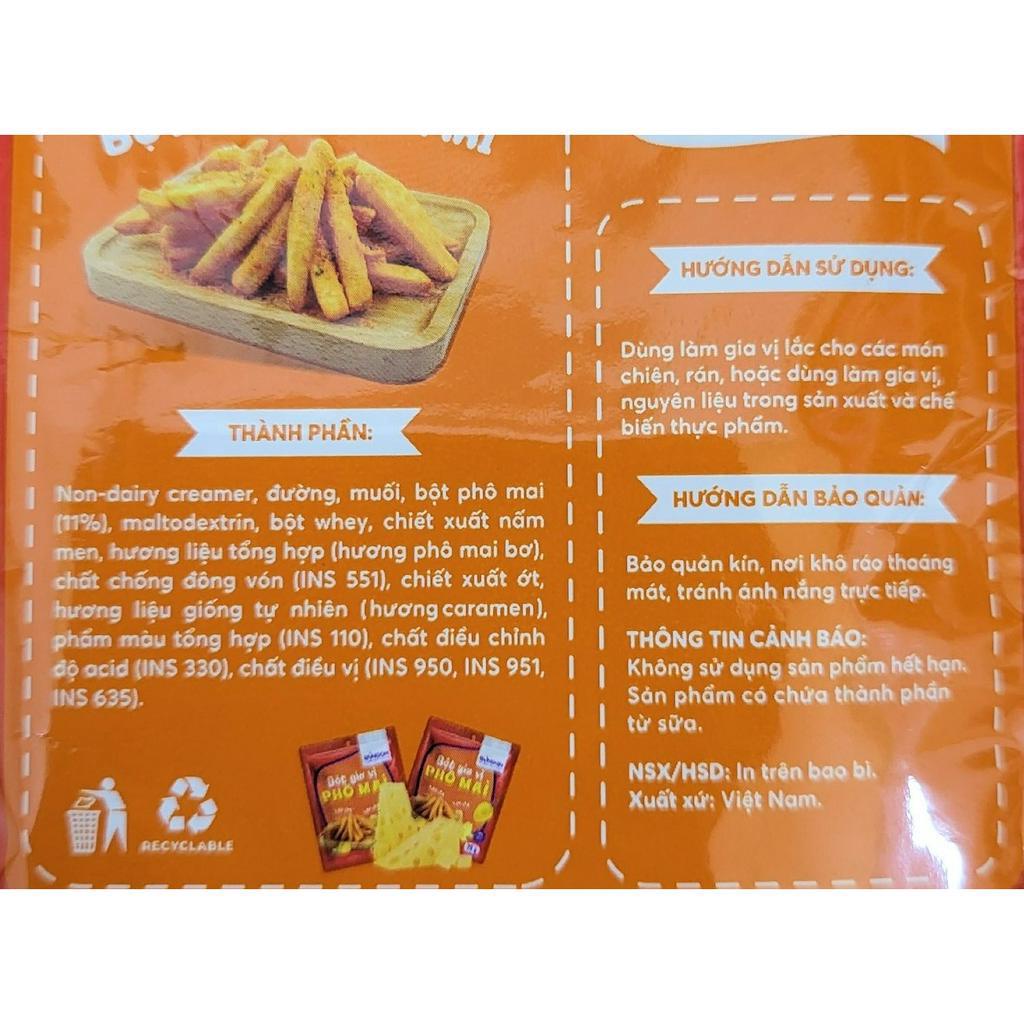 THÀNH PHẦN:
Non-dairy creamer, đường, muối, bột phô mai
(11%), maltodextrin, bột whey, chiết xuất nấm
men, hương liệu tổng hợp (hương phô mai bơ),
chất chống đông vón (INS 551), chiết xuất ớt,
hương liệu giống tự nhiên (hương caramen),
phẩm màu tổng hợp (INS 110), chất điều chỉnh
độ acid (INS 330), chất điều vị (INS 950, INS 951,
INS 635).
RECYCLABLE
Bột gia vị
PHÔ MAI
Bột gia vị
PHÔ MAI
HƯỚNG DẪN SỬ DỤNG:
Dùng làm gia vị lắc cho các món
chiên, rán, hoặc dùng làm gia vị,
nguyên liệu trong sản xuất và chế
biến thực phẩm.
HƯỚNG DẪN BẢO QUẢN:
Bảo quản kín, nơi khô ráo thoáng
mát, tránh ánh nắng trực tiếp.
THÔNG TIN CẢNH BÁO:
Không sử dụng sản phẩm hết hạn.
Sản phẩm có chứa thành phần
từ sữa.
NSX/HSD: In trên bao bì.
Xuất xứ: Việt Nam.